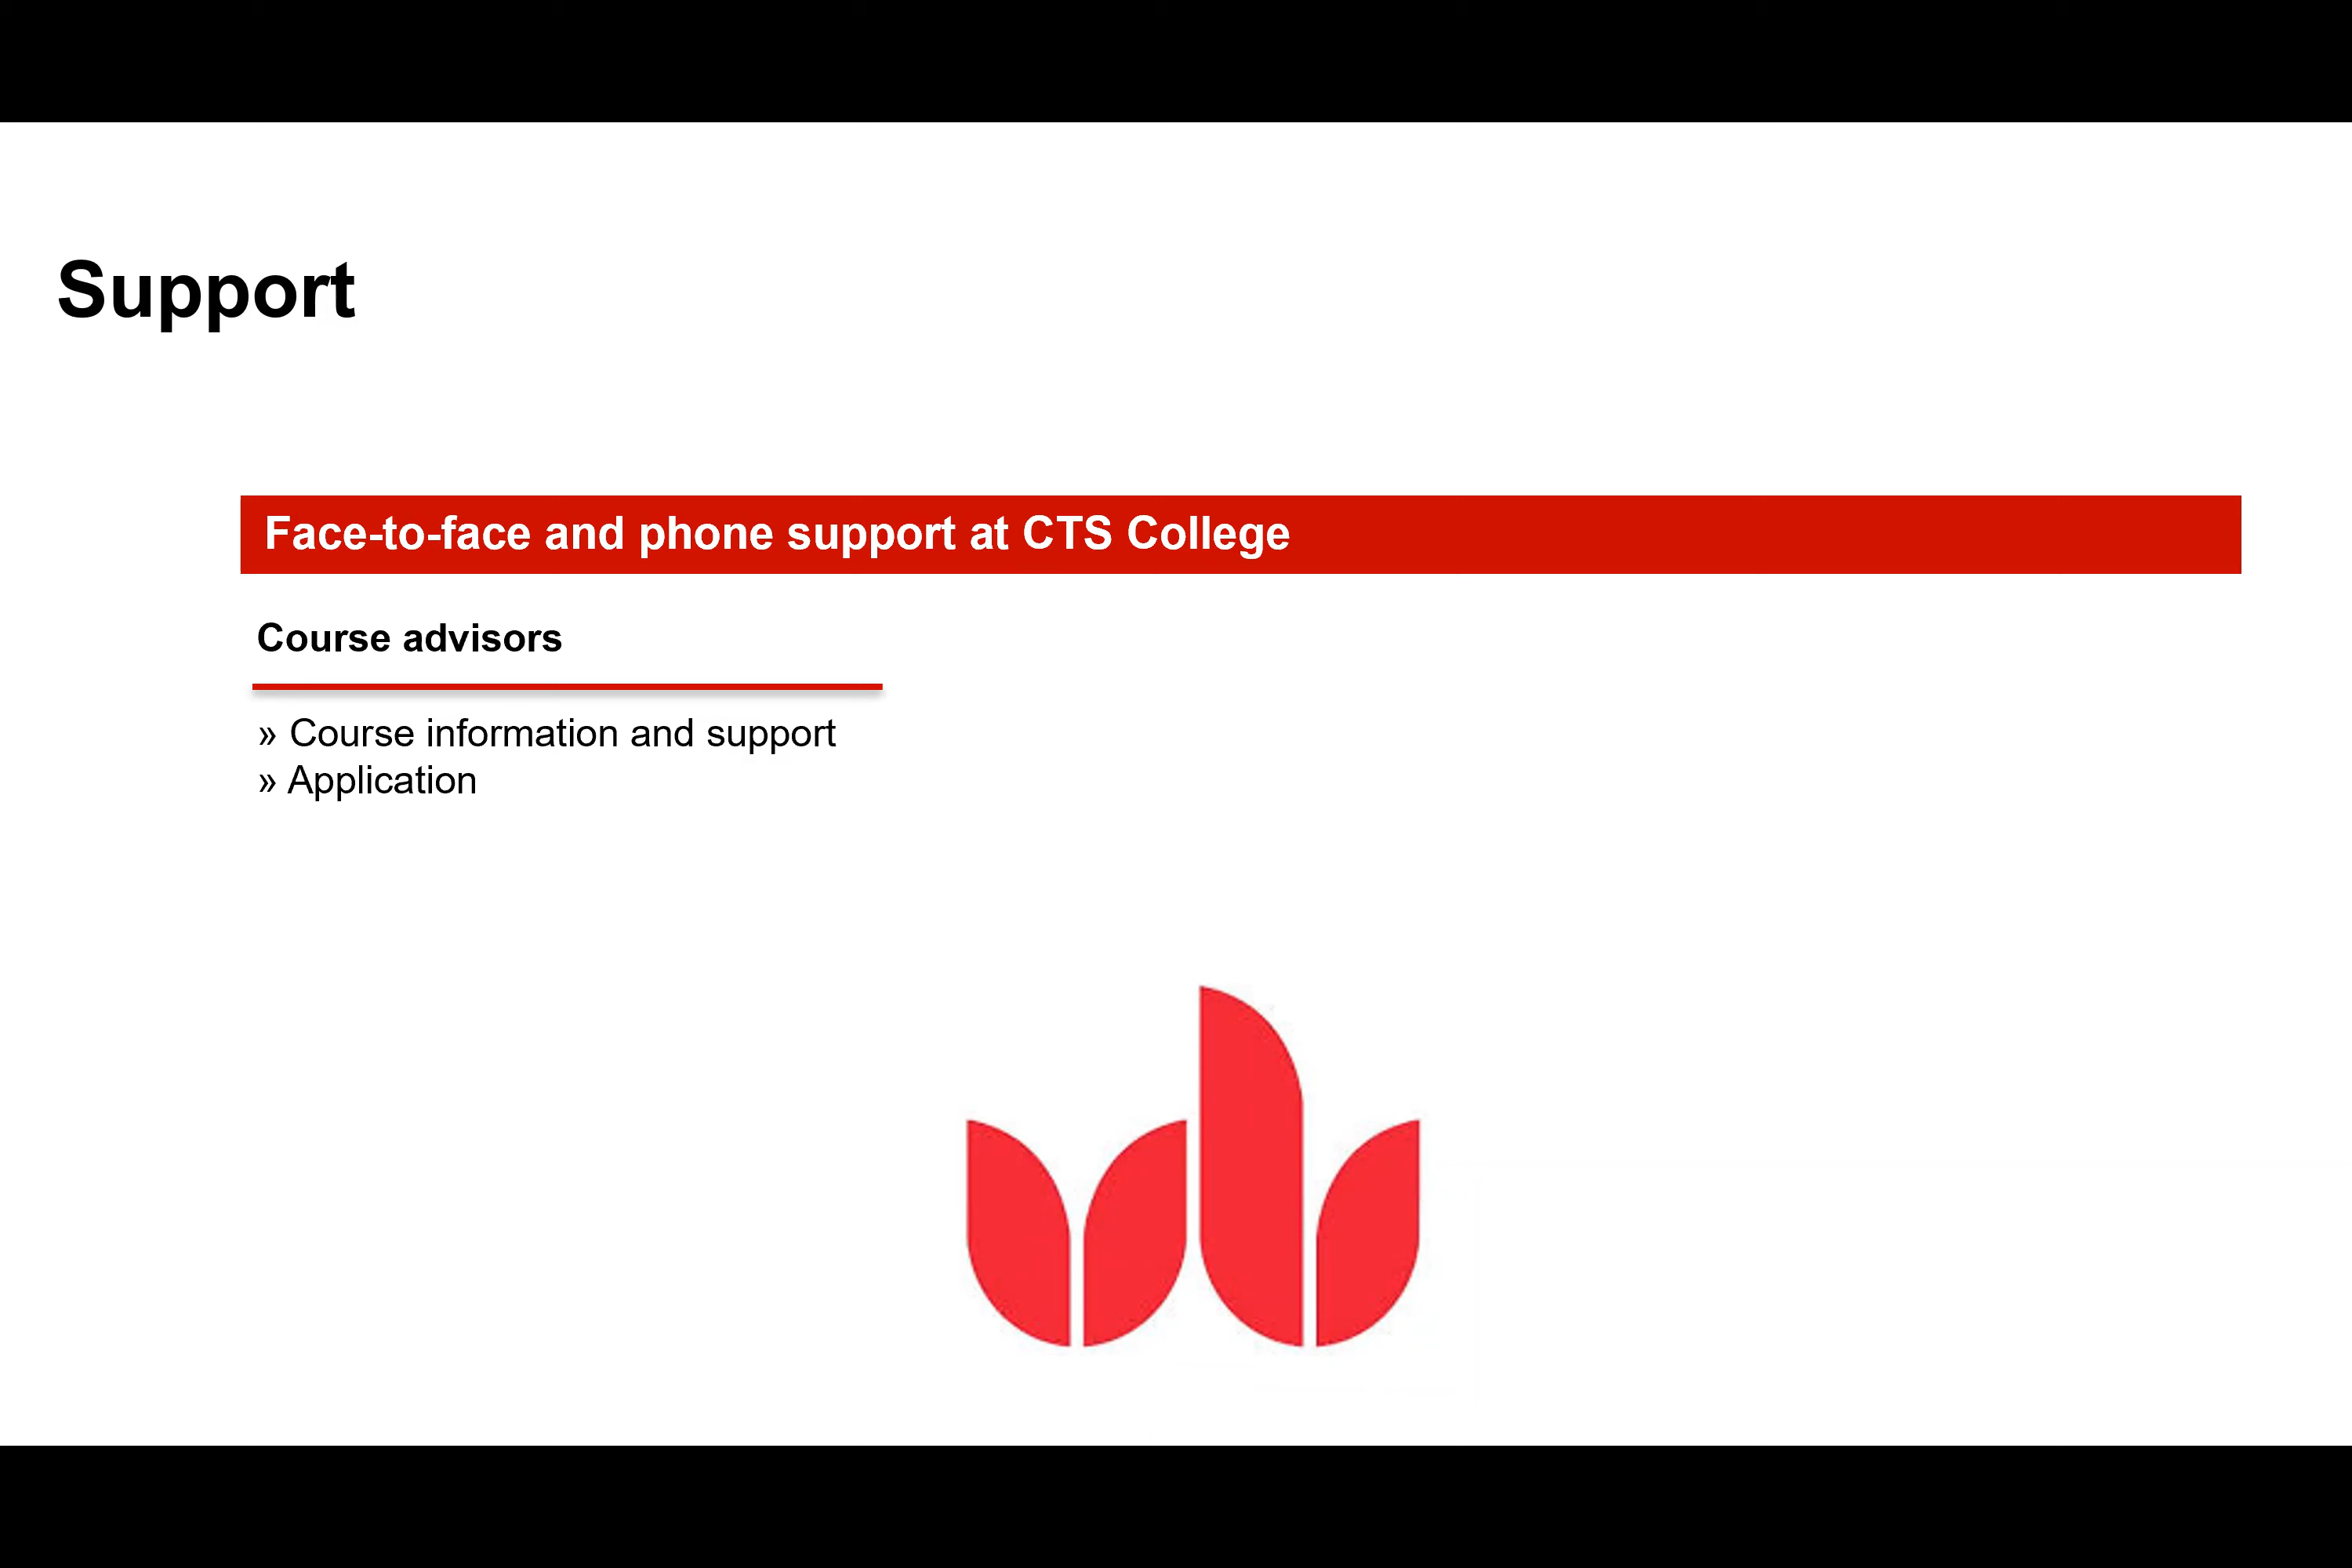 Support
Face-to-face and phone support at CTS College
Course advisors
» Course information and support
» Application